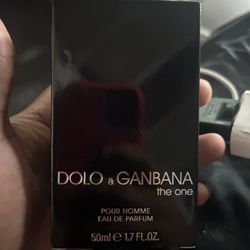 DOLO & GANBANA
the one
POUR HOMME
EAU DE PARFUM
50ml ℮ 1.7 FL.OZ.